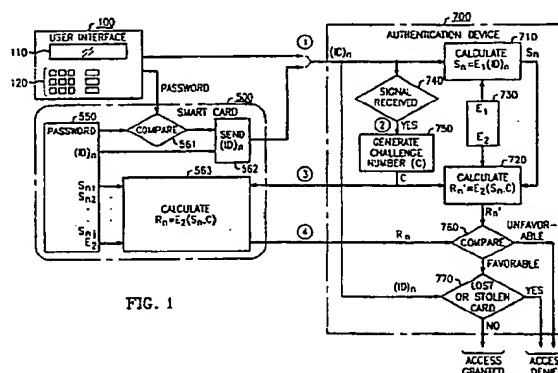 100
USER INTERFACE
110
120
PASSWORD
SMART CARD
500
550
PASSWORD
COMPARE
561
SEND
(ID)n
562
(ID)n
563
Sn1
Sn2
Sni
E2
CALCULATE
Rn=E2(Sn,C)
FIG. 1
1
2
3
4
700
AUTHENTICATION DEVICE
(ID)n
710
CALCULATE
Sn=E1(ID)n
Sn
740
SIGNAL
RECEIVED
YES
730
E1
E2
750
GENERATE
CHALLENGE
NUMBER (C)
C
720
CALCULATE
Rn'=E2(Sn,C)
Rn'
Rn
760
COMPARE
UNFAVOR-
ABLE
FAVORABLE
770
(ID)n
LOST
OR STOLEN
CARD
YES
NO
ACCESS
GRANTED
ACCESS